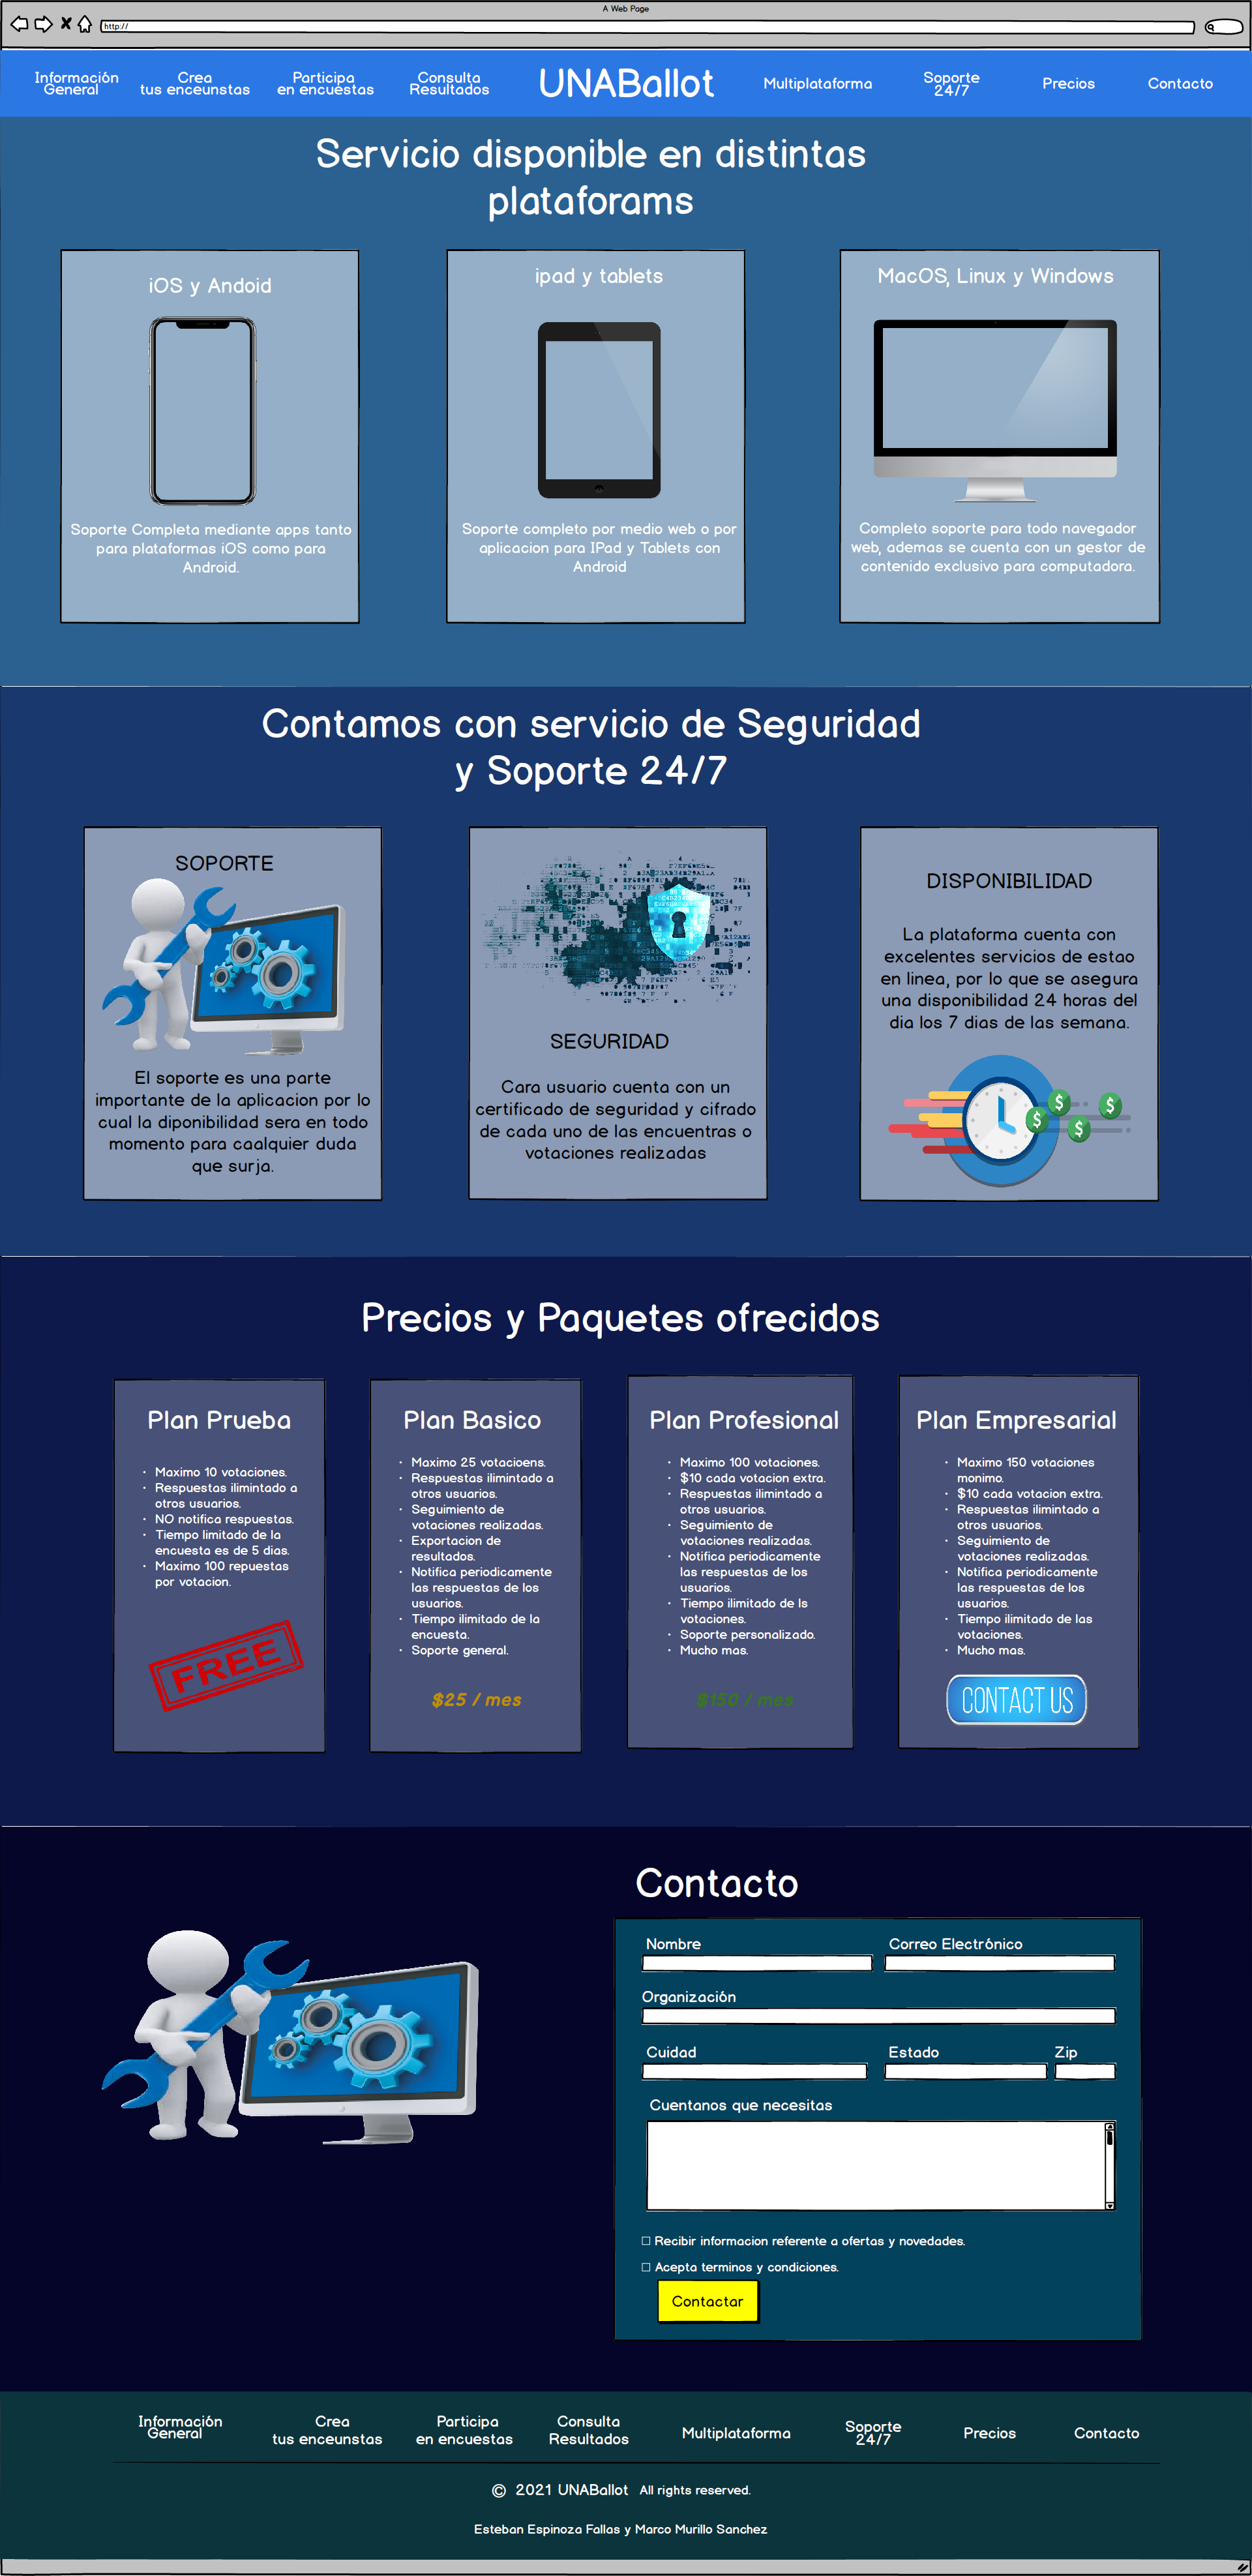 A Web Page
http://
Información
General
Crea
tus enceunstas
Participa
en encuestas
Consulta
Resultados
UNABallot
Multiplataforma
Soporte
24/7
Precios
Contacto
Servicio disponible en distintas
plataforams
iOS y Andoid
Soporte Completa mediante apps tanto
para plataformas iOS como para
Android.
ipad y tablets
Soporte completo por medio web o por
aplicacion para IPad y Tablets con
Android
MacOS, Linux y Windows
Completo soporte para todo navegador
web, ademas se cuenta con un gestor de
contenido exclusivo para computadora.
Contamos con servicio de Seguridad
y Soporte 24/7
SOPORTE
El soporte es una parte
importante de la aplicacion por lo
cual la diponibilidad sera en todo
momento para caalquier duda
que surja.
SEGURIDAD
Cara usuario cuenta con un
certificado de seguridad y cifrado
de cada uno de las encuentras o
votaciones realizadas
DISPONIBILIDAD
La plataforma cuenta con
excelentes servicios de estao
en linea, por lo que se asegura
una disponibilidad 24 horas del
dia los 7 dias de las semana.
Precios y Paquetes ofrecidos
Plan Prueba
• Maximo 10 votaciones.
• Respuestas ilimintado a
otros usuarios.
• NO notifica respuestas.
• Tiempo limitado de la
encuesta es de 5 dias.
• Maximo 100 repuestas
por votacion.
FREE
Plan Basico
• Maximo 25 votacioens.
• Respuestas ilimintado a
otros usuarios.
• Seguimiento de
votaciones realizadas.
• Exportacion de
resultados.
• Notifica periodicamente
las respuestas de los
usuarios.
• Tiempo ilimitado de la
encuesta.
• Soporte general.
$25 / mes
Plan Profesional
• Maximo 100 votaciones.
• $10 cada votacion extra.
• Respuestas ilimintado a
otros usuarios.
• Seguimiento de
votaciones realizadas.
• Notifica periodicamente
las respuestas de los
usuarios.
• Tiempo ilimitado de ls
votaciones.
• Soporte personalizado.
• Mucho mas.
$150 / mes
Plan Empresarial
• Maximo 150 votaciones
monimo.
• $10 cada votacion extra.
• Respuestas ilimintado a
otros usuarios.
• Seguimiento de
votaciones realizadas.
• Notifica periodicamente
las respuestas de los
usuarios.
• Tiempo ilimitado de las
votaciones.
• Mucho mas.
CONTACT US
Contacto
Nombre
Correo Electrónico
Organización
Cuidad
Estado
Zip
Cuentanos que necesitas
Recibir informacion referente a ofertas y novedades.
Acepta terminos y condiciones.
Contactar
Información
General
Crea
tus enceunstas
Participa
en encuestas
Consulta
Resultados
Multiplataforma
Soporte
24/7
Precios
Contacto
© 2021 UNABallot All rights reserved.
Esteban Espinoza Fallas y Marco Murillo Sanchez